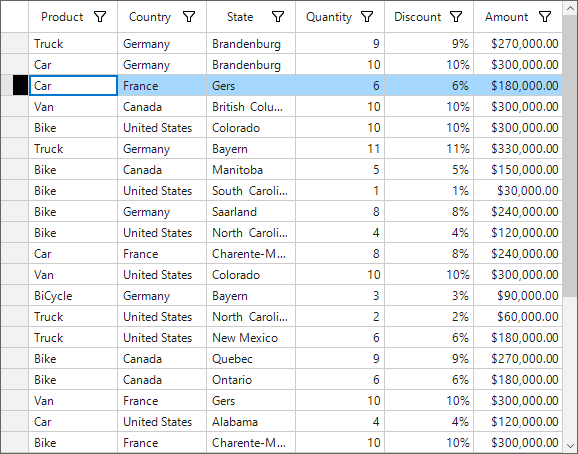 Product Country State Quantity Discount Amount
Truck Germany Brandenburg 9 9% $270,000.00
Car Germany Brandenburg 10 10% $300,000.00
Car France Gers 6 6% $180,000.00
Van Canada British Colu... 10 10% $300,000.00
Bike United States Colorado 10 10% $300,000.00
Truck Germany Bayern 11 11% $330,000.00
Bike Canada Manitoba 5 5% $150,000.00
Bike United States South Caroli... 1 1% $30,000.00
Bike Germany Saarland 8 8% $240,000.00
Bike United States North Caroli... 4 4% $120,000.00
Car France Charente-M... 8 8% $240,000.00
Van United States Colorado 10 10% $300,000.00
BiCycle Germany Bayern 3 3% $90,000.00
Truck United States North Caroli... 2 2% $60,000.00
Truck United States New Mexico 6 6% $180,000.00
Bike Canada Quebec 9 9% $270,000.00
Bike Canada Ontario 6 6% $180,000.00
Van France Gers 10 10% $300,000.00
Car United States Alabama 4 4% $120,000.00
Bike France Charente-M... 10 10% $300,000.00